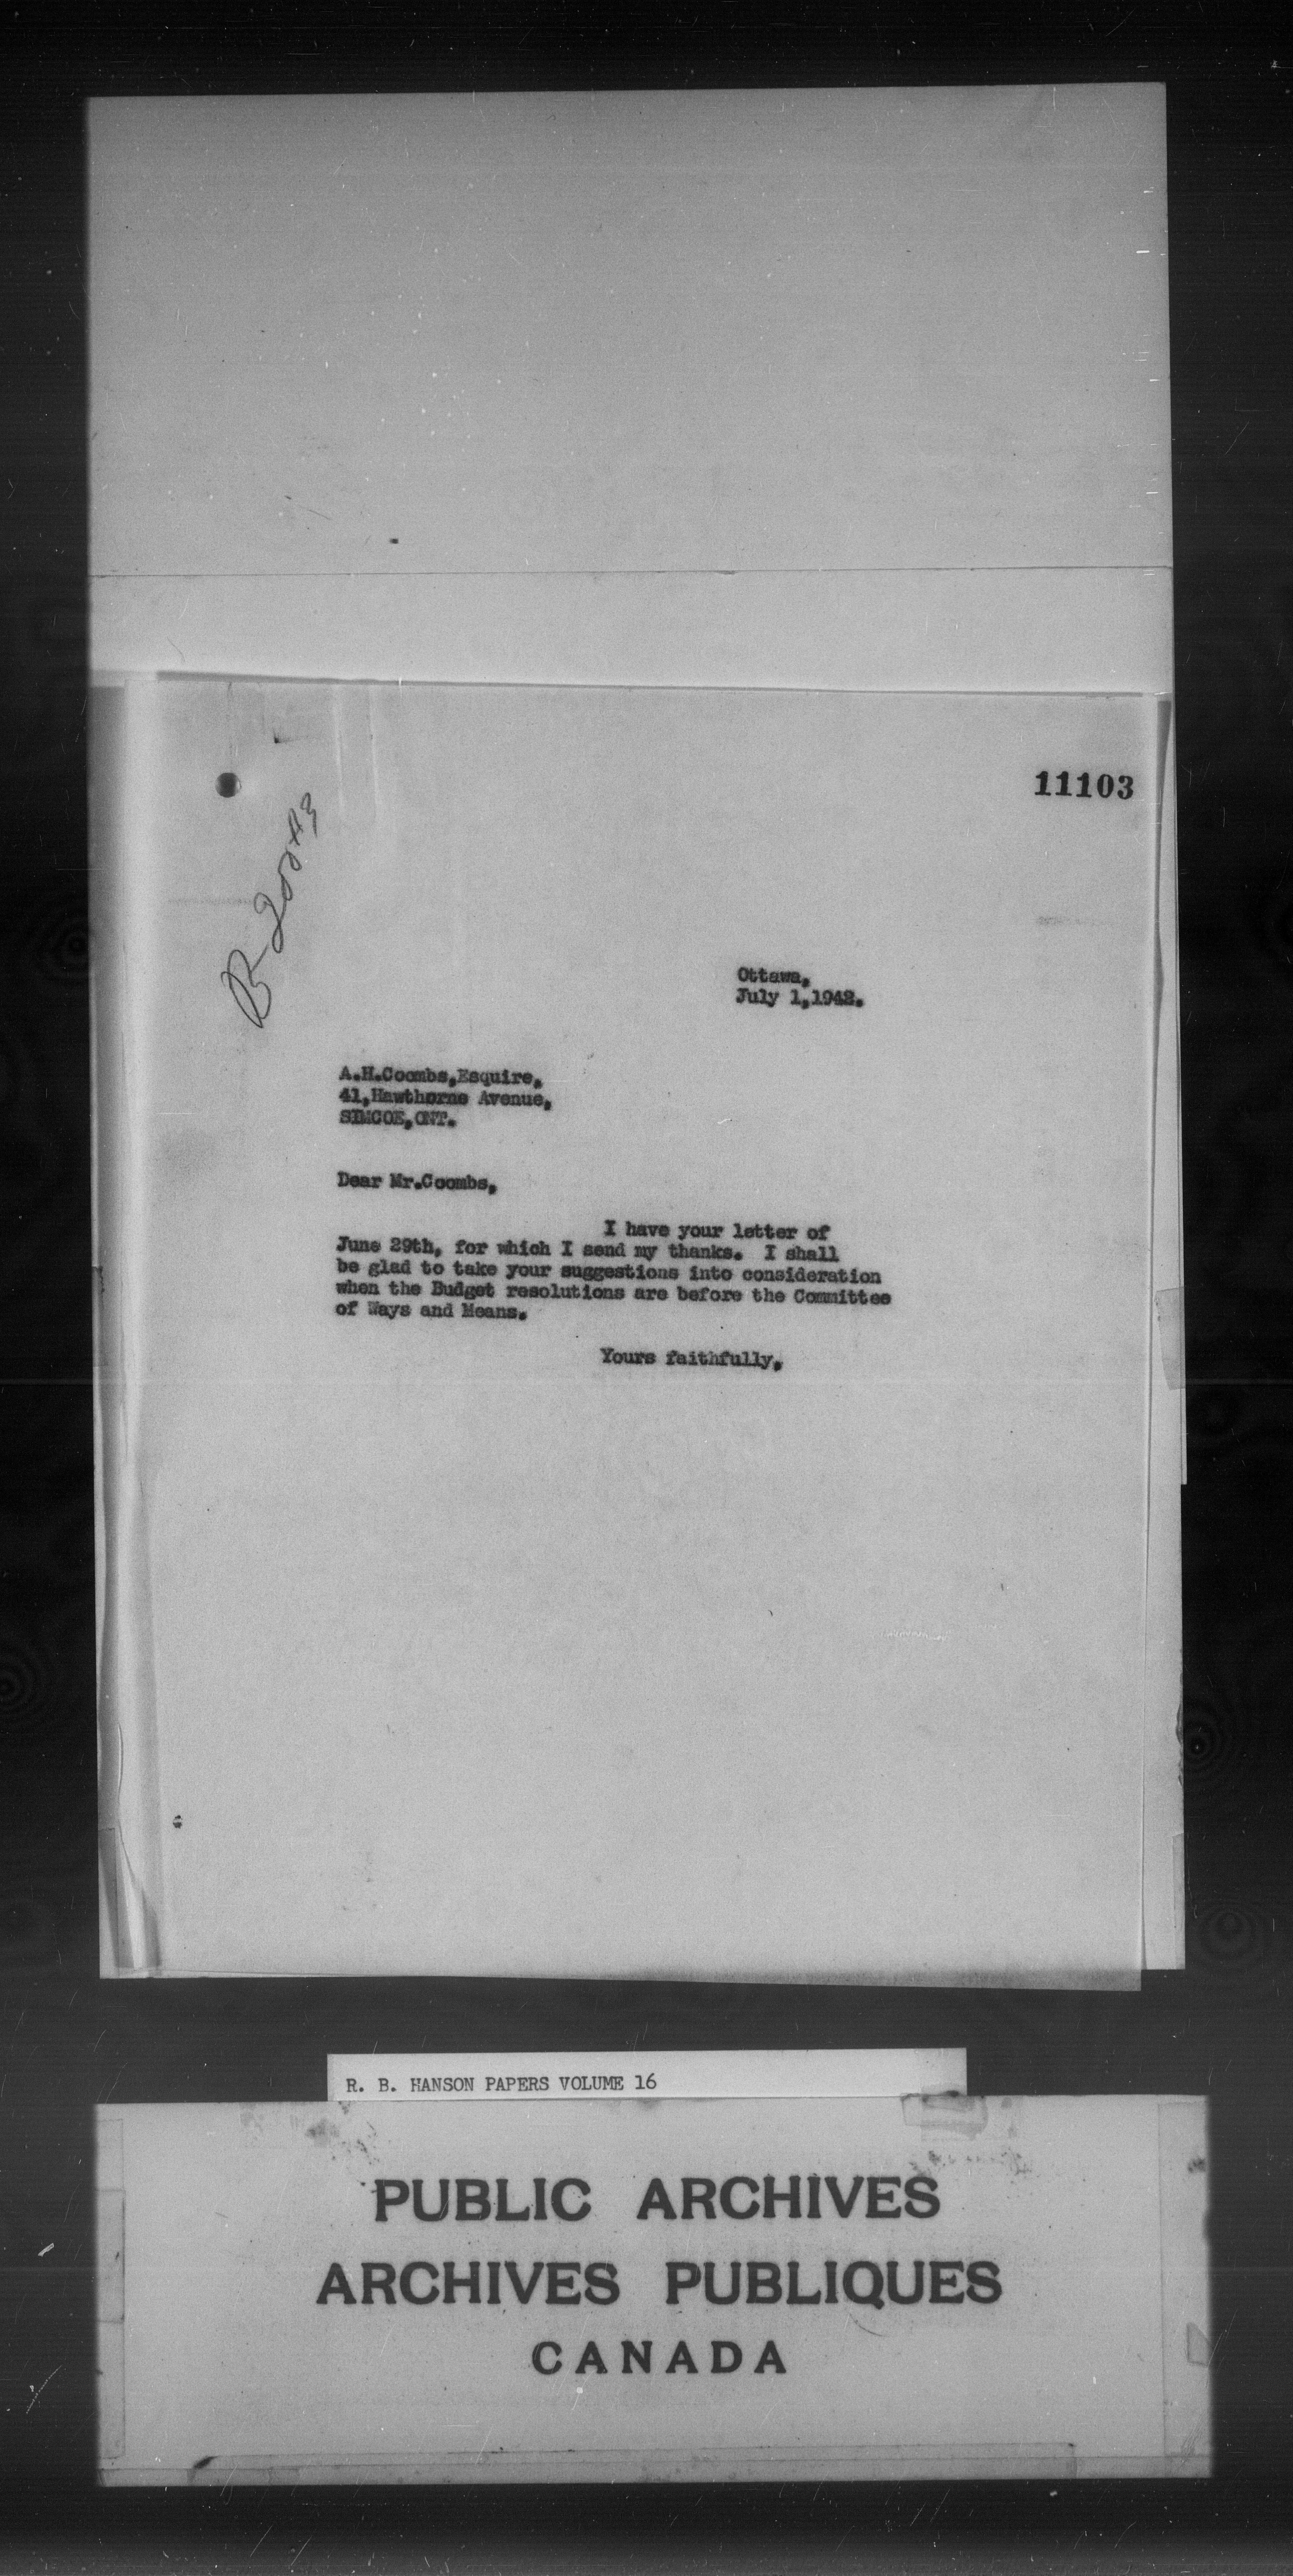 11103
Ottawa,
July 1,1942.
A.H.Coombs,Esquire,
41,Hawthorne Avenue,
SIMCOE,ONT.
Dear Mr.Coombs,
I have your letter of
June 29th, for which I send my thanks. I shall
be glad to take your suggestions into consideration
when the Budget resolutions are before the Committee
of Ways and Means.
Yours faithfully,
R. B. HANSON PAPERS VOLUME 16
PUBLIC ARCHIVES
ARCHIVES PUBLIQUES
CANADA